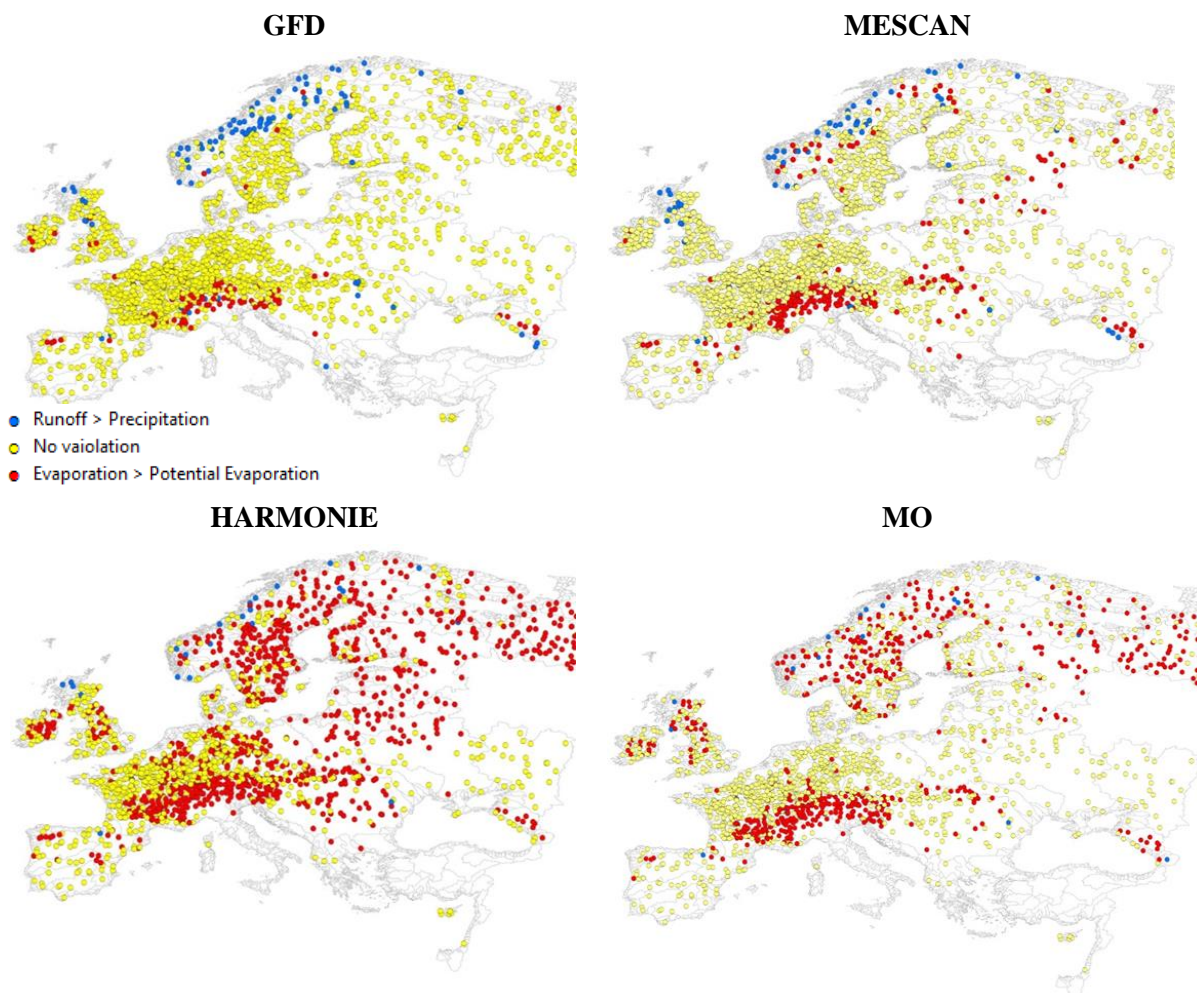 GFD
MESCAN
Runoff > Precipitation
No vaiolation
Evaporation > Potential Evaporation
HARMONIE
MO